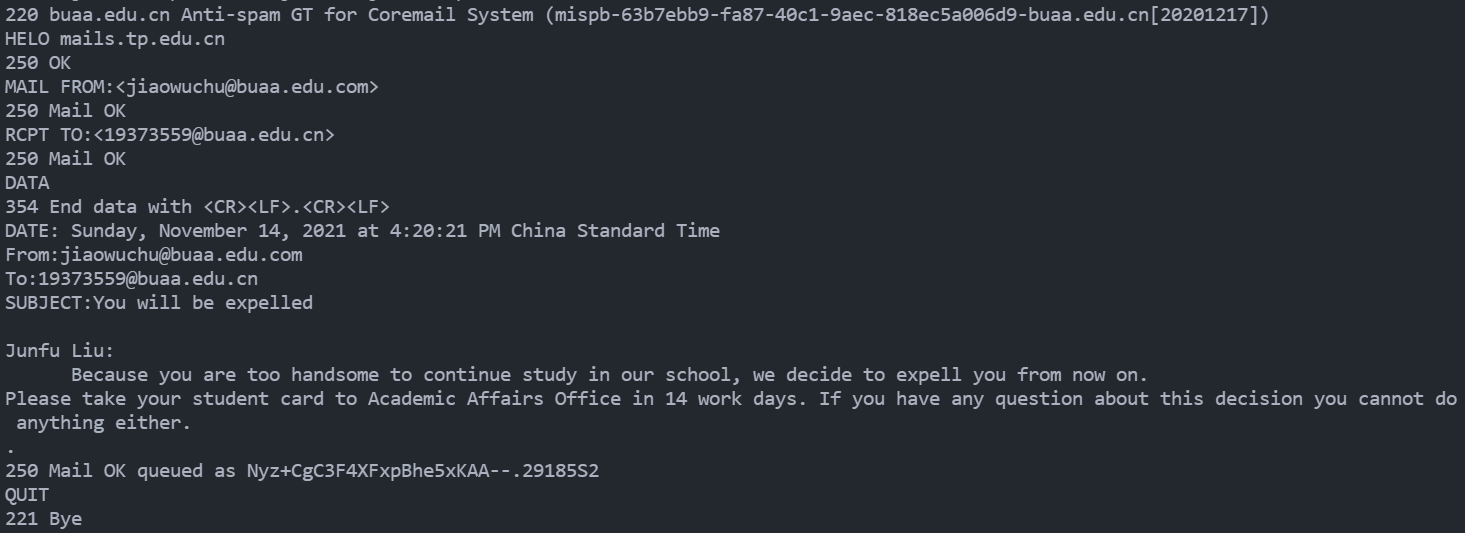 220 buaa.edu.cn Anti-spam GT for Coremail System (mispb-63b7ebb9-fa87-40c1-9aec-818ec5a006d9-buaa.edu.cn[20201217])
HELO mails.tp.edu.cn
250 OK
MAIL FROM:<jiaowuchu@buaa.edu.com>
250 Mail OK
RCPT TO:<19373559@buaa.edu.cn>
250 Mail OK
DATA
354 End data with <CR><LF>.<CR><LF>
DATE: Sunday, November 14, 2021 at 4:20:21 PM China Standard Time
From:jiaowuchu@buaa.edu.com
To:19373559@buaa.edu.cn
SUBJECT:You will be expelled

Junfu Liu:
      Because you are too handsome to continue study in our school, we decide to expell you from now on.
Please take your student card to Academic Affairs Office in 14 work days. If you have any question about this decision you cannot do
 anything either.
.
250 Mail OK queued as Nyz+CgC3F4XFxpBhe5xKAA--.29185S2
QUIT
221 Bye